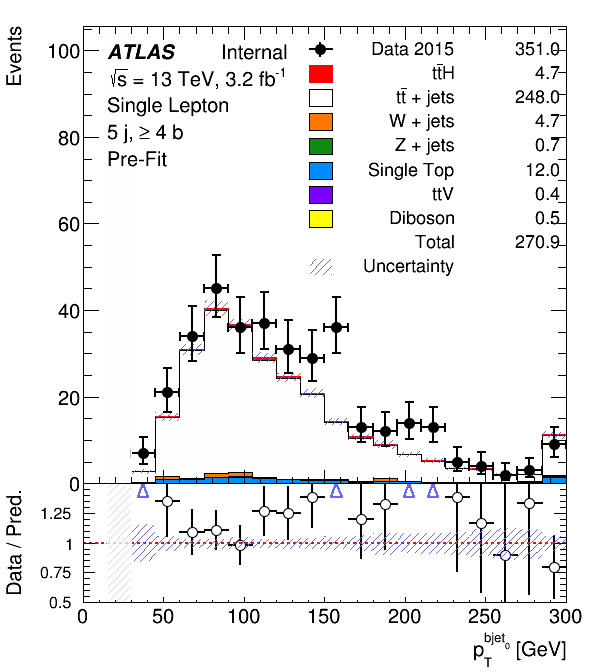 Events
100
80
60
40
20
0
ATLAS Internal
√s = 13 TeV, 3.2 fb⁻¹
Single Lepton
5 j, ≥ 4 b
Pre-Fit
Data 2015 351.0
tt̄H 4.7
tt̄ + jets 248.0
W + jets 4.7
Z + jets 0.7
Single Top 12.0
ttV 0.4
Diboson 0.5
Total 270.9
Uncertainty
Data / Pred.
1.25
1
0.75
0.5
0 50 100 150 200 250 300
p_T^bjet₀ [GeV]